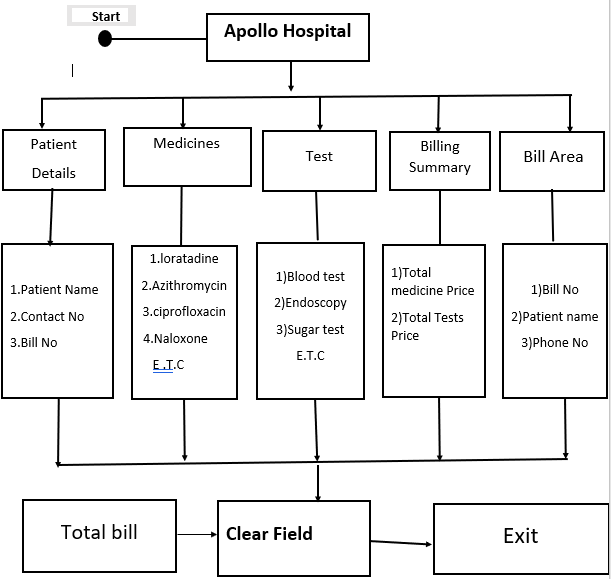 Start
Apollo Hospital
Patient
Details
Medicines
Test
Billing
Summary
Bill Area
1.Patient Name
2.Contact No
3.Bill No
1.loratadine
2.Azithromycin
3.ciprofloxacin
4.Naloxone
E .T.C
1)Blood test
2)Endoscopy
3)Sugar test
E.T.C
1)Total
medicine Price
2)Total Tests
Price
1)Bill No
2)Patient name
3)Phone No
Total bill
Clear Field
Exit